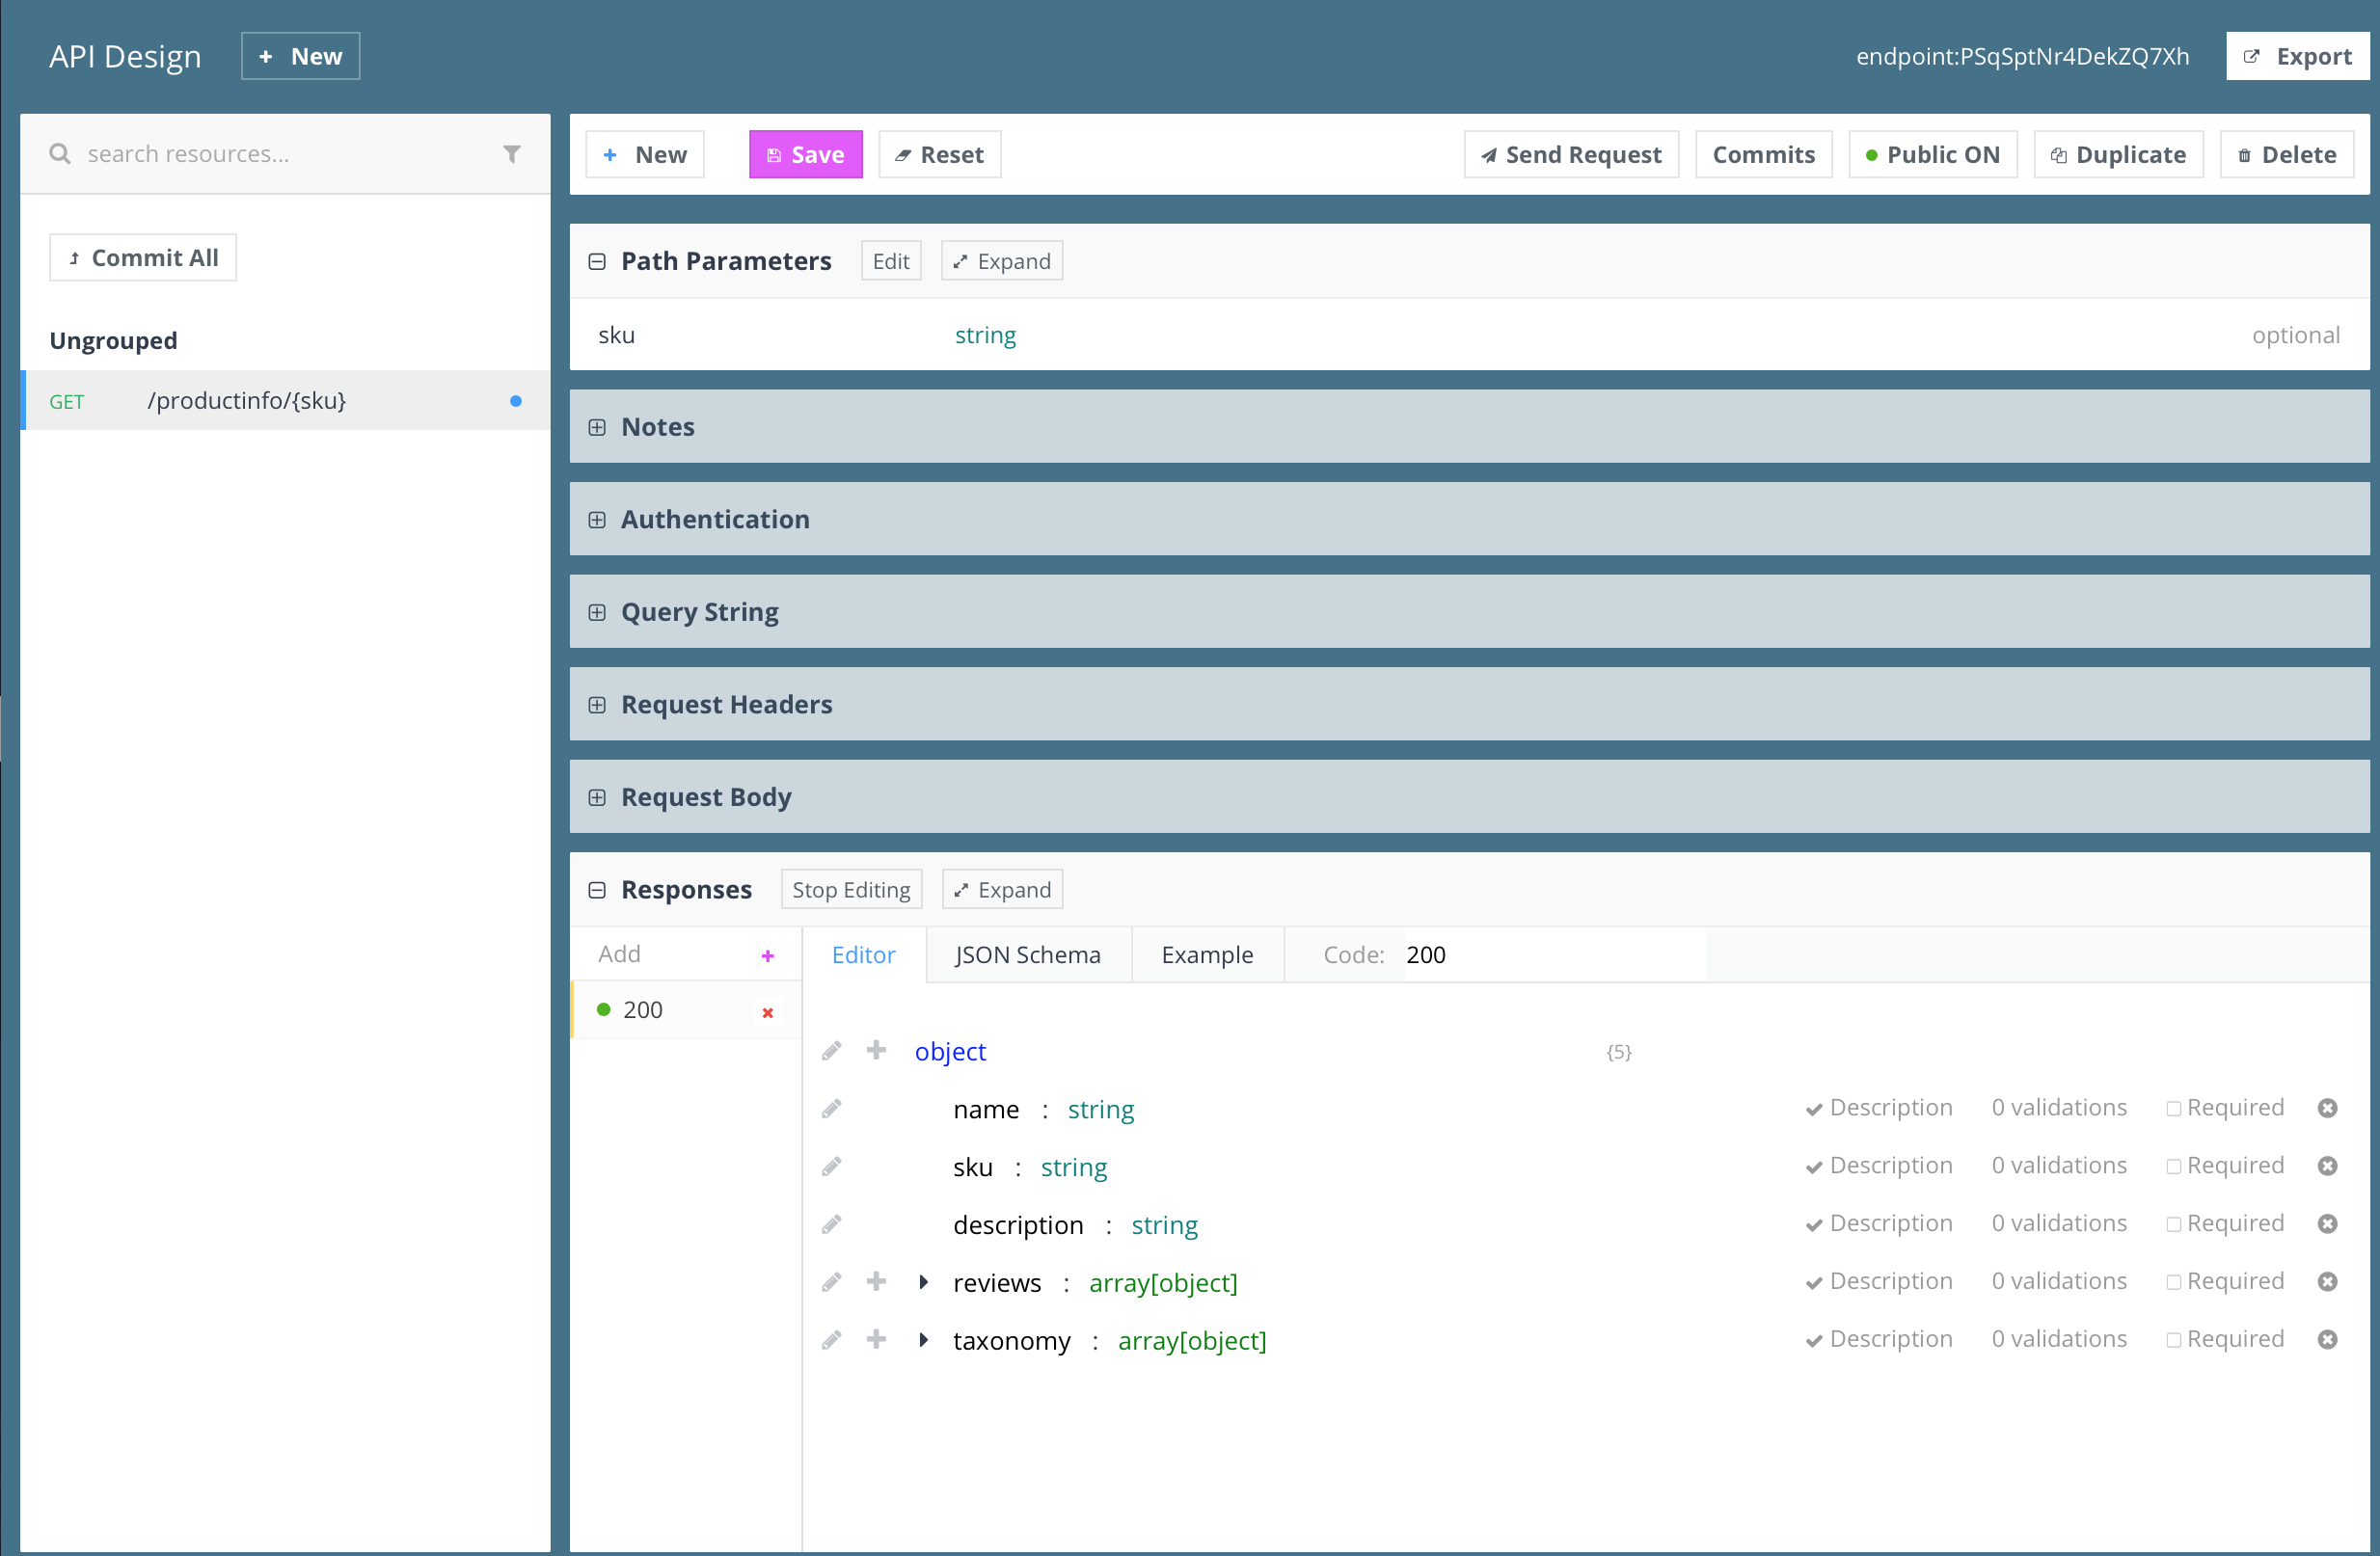 API Design + New endpoint:PSqSptNr4DekZQ7Xh Export
search resources...
Commit All
Ungrouped
GET /productinfo/{sku}
+ New Save Reset Send Request Commits Public ON Duplicate Delete
Path Parameters Edit Expand
sku string optional
Notes
Authentication
Query String
Request Headers
Request Body
Responses Stop Editing Expand
Add +
200
Editor JSON Schema Example Code: 200
object {5}
name : string Description 0 validations Required
sku : string Description 0 validations Required
description : string Description 0 validations Required
reviews : array[object] Description 0 validations Required
taxonomy : array[object] Description 0 validations Required